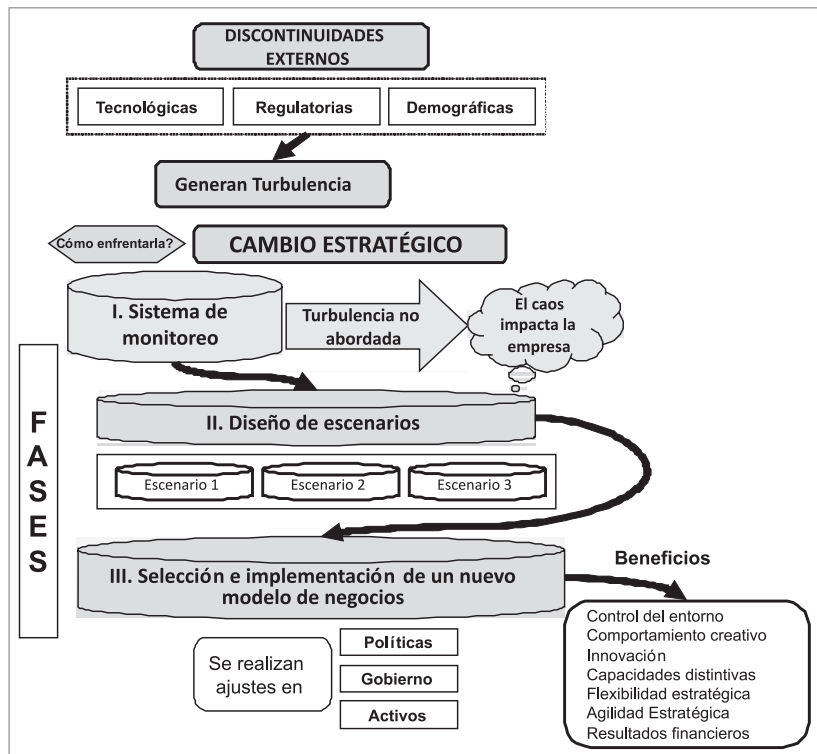 DISCONTINUIDADES
EXTERNOS
Tecnológicas
Regulatorias
Demográficas
Generan Turbulencia
Cómo enfrentarla?
CAMBIO ESTRATÉGICO
I. Sistema de
monitoreo
Turbulencia no
abordada
El caos
impacta la
empresa
FASES
II. Diseño de escenarios
Escenario 1
Escenario 2
Escenario 3
III. Selección e implementación de un nuevo
modelo de negocios
Beneficios
Se realizan
ajustes en
Políticas
Gobierno
Activos
Control del entorno
Comportamiento creativo
Innovación
Capacidades distintivas
Flexibilidad estratégica
Agilidad Estratégica
Resultados financieros